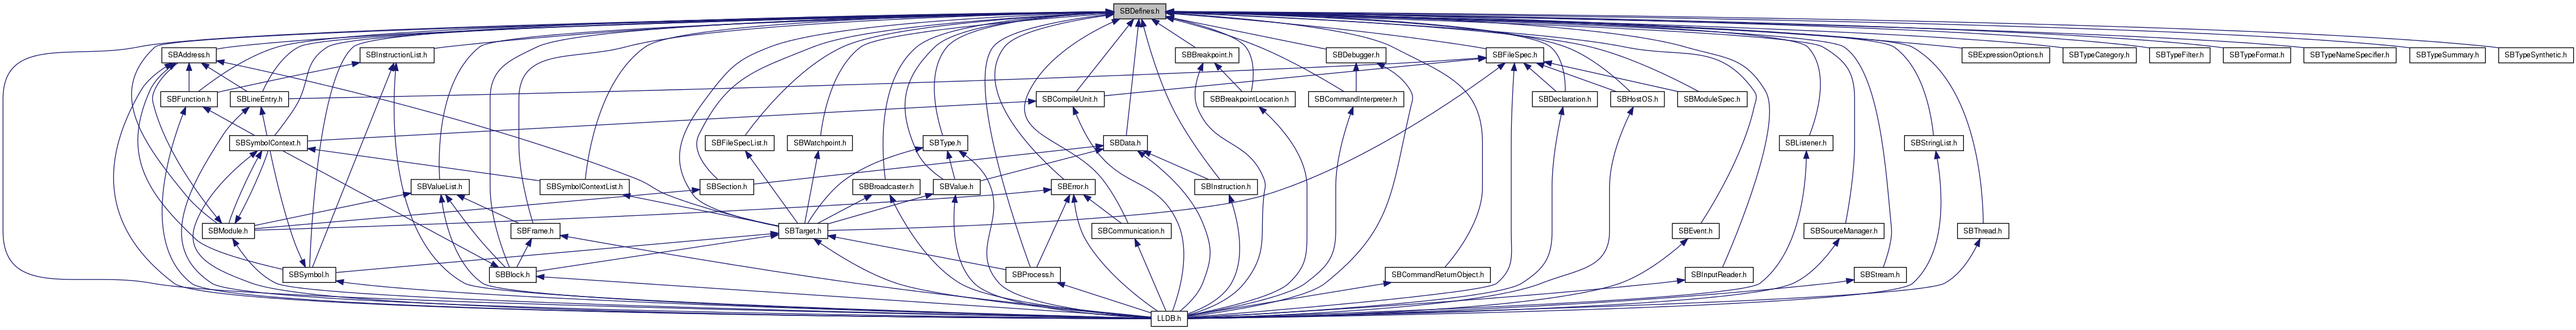 SBDefines.h
SBAddress.h
SBInstructionList.h
SBBreakpoint.h
SBDebugger.h
SBFileSpec.h
SBExpressionOptions.h
SBTypeCategory.h
SBTypeFilter.h
SBTypeFormat.h
SBTypeNameSpecifier.h
SBTypeSummary.h
SBTypeSynthetic.h
SBFunction.h
SBLineEntry.h
SBCompileUnit.h
SBBreakpointLocation.h
SBCommandInterpreter.h
SBDeclaration.h
SBHostOS.h
SBModuleSpec.h
SBSymbolContext.h
SBFileSpecList.h
SBWatchpoint.h
SBType.h
SBData.h
SBListener.h
SBStringList.h
SBValueList.h
SBSymbolContextList.h
SBSection.h
SBBroadcaster.h
SBValue.h
SBError.h
SBInstruction.h
SBModule.h
SBFrame.h
SBTarget.h
SBCommunication.h
SBEvent.h
SBSourceManager.h
SBThread.h
SBSymbol.h
SBBlock.h
SBProcess.h
SBCommandReturnObject.h
SBInputReader.h
SBStream.h
LLDB.h